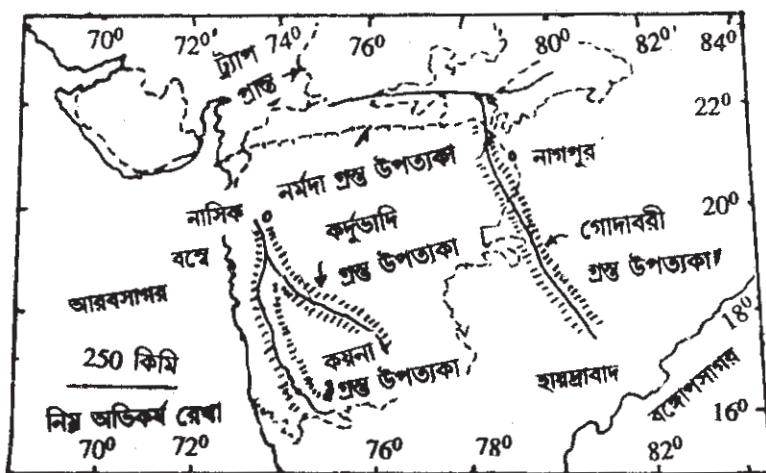 70⁰ 72⁰ 74⁰ 76⁰ 80⁰ 82⁰ 84⁰
ট্র্যাপ
প্রান্ত
22⁰
নাগপুর
নর্মদা গ্রস্ত উপত্যকা
নাসিক
20⁰
কর্দুভাদি
গ্রস্ত উপত্যকা
গোদাবরী
গ্রস্ত উপত্যকা
বম্বে
আরবসাগর
18⁰
250 কিমি
কয়না
গ্রস্ত উপত্যকা
হায়দ্রাবাদ
বঙ্গোপসাগর
নিম্ন অভিকর্ষ রেখা
16⁰
70⁰ 72⁰ 76⁰ 78⁰ 82⁰